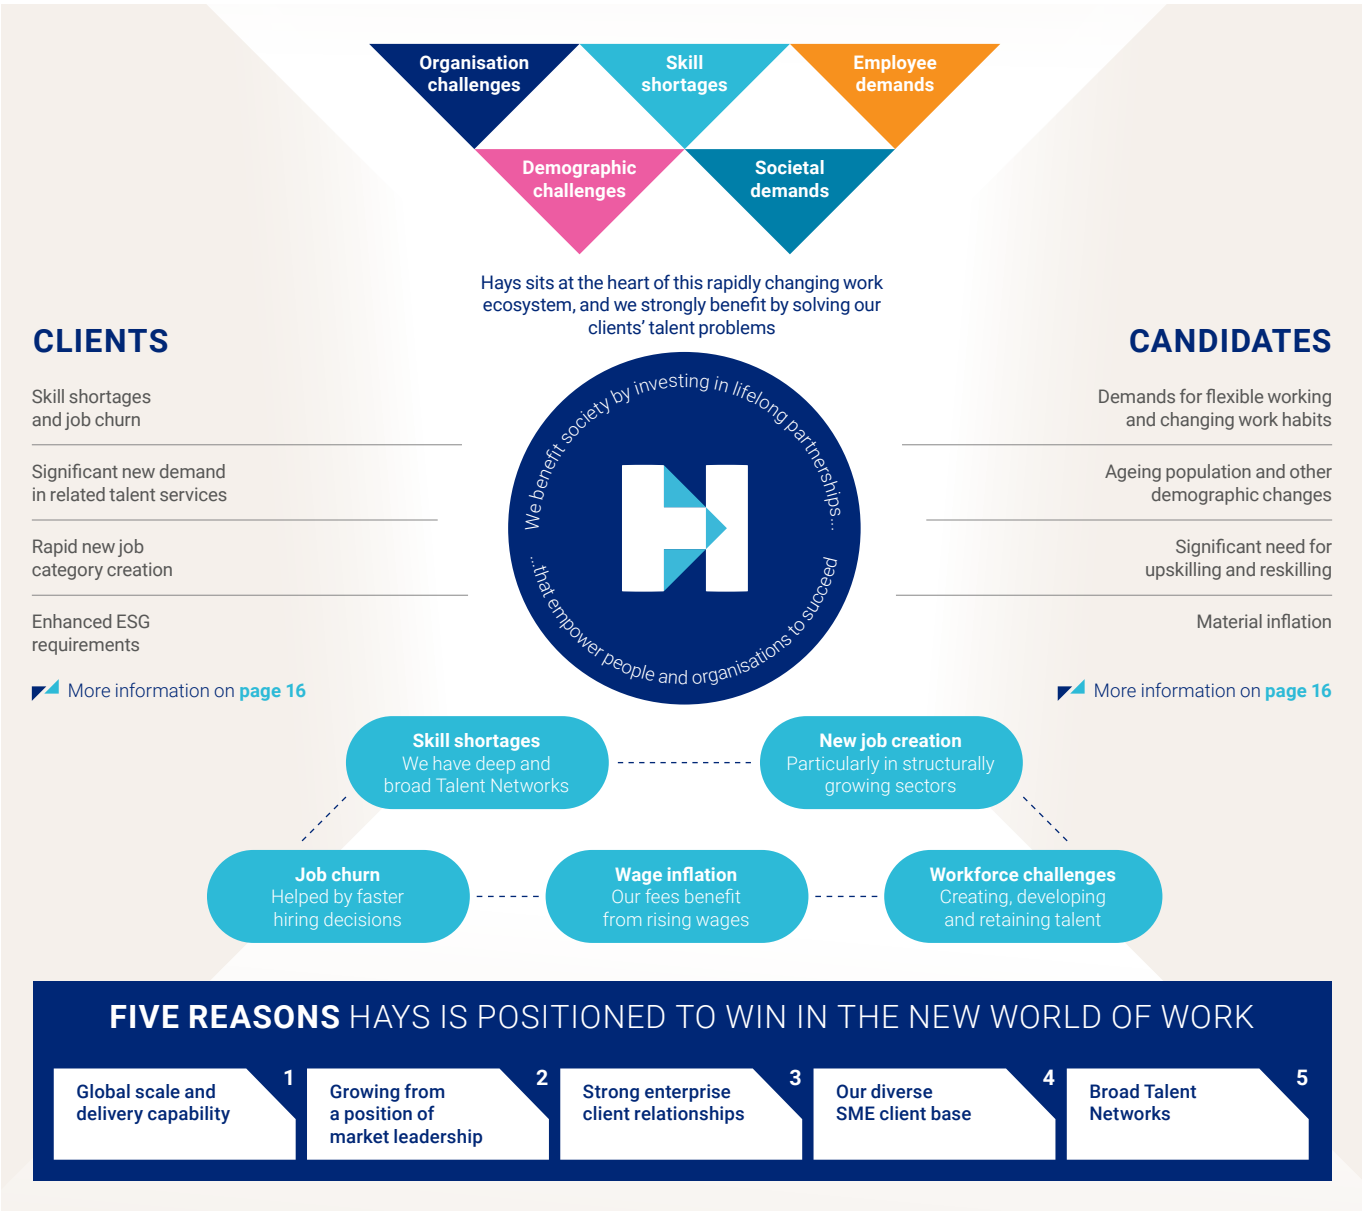 Organisation
challenges
Skill
shortages
Employee
demands
Demographic
challenges
Societal
demands
Hays sits at the heart of this rapidly changing work
ecosystem, and we strongly benefit by solving our
clients’ talent problems
CLIENTS
Skill shortages
and job churn
Significant new demand
in related talent services
Rapid new job
category creation
Enhanced ESG
requirements
More information on page 16
We benefit society by investing in lifelong partnerships...
...that empower people and organisations to succeed
CANDIDATES
Demands for flexible working
and changing work habits
Ageing population and other
demographic changes
Significant need for
upskilling and reskilling
Material inflation
More information on page 16
Skill shortages
We have deep and
broad Talent Networks
New job creation
Particularly in structurally
growing sectors
Job churn
Helped by faster
hiring decisions
Wage inflation
Our fees benefit
from rising wages
Workforce challenges
Creating, developing
and retaining talent
FIVE REASONS HAYS IS POSITIONED TO WIN IN THE NEW WORLD OF WORK
1
Global scale and
delivery capability
2
Growing from
a position of
market leadership
3
Strong enterprise
client relationships
4
Our diverse
SME client base
5
Broad Talent
Networks